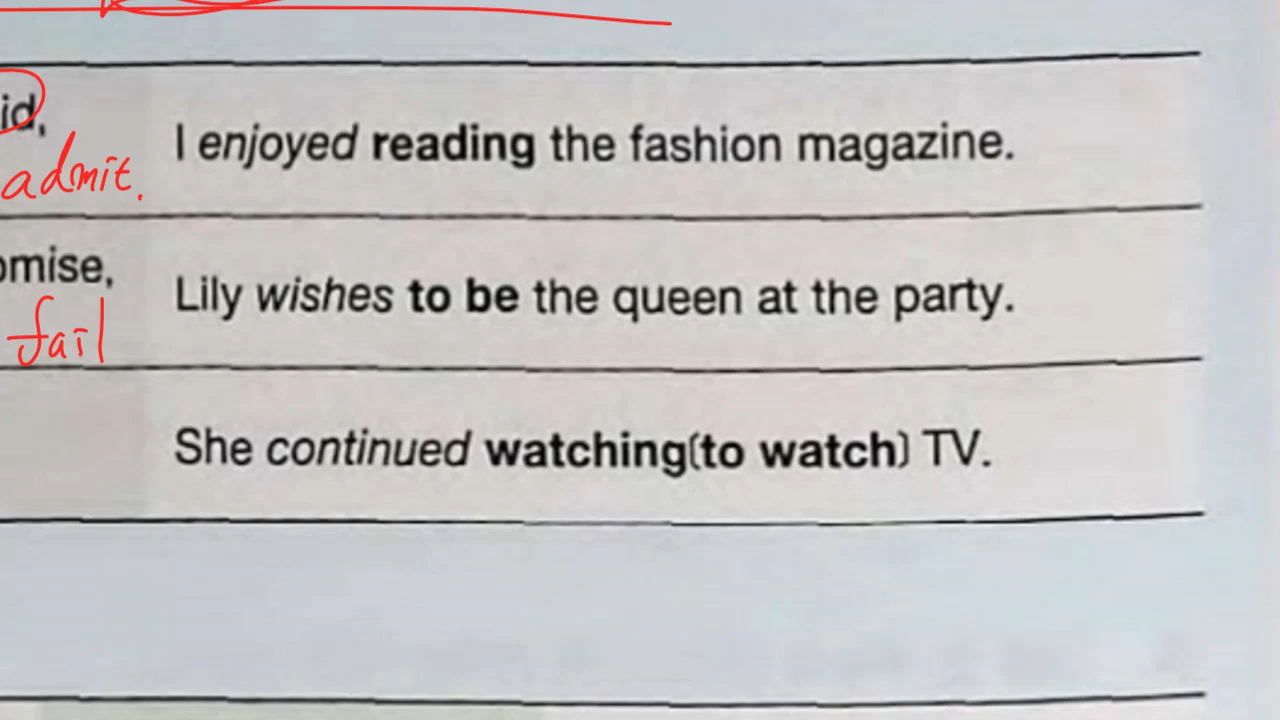 id,
admit.
I enjoyed reading the fashion magazine.
omise,
fail
Lily wishes to be the queen at the party.
She continued watching(to watch) TV.